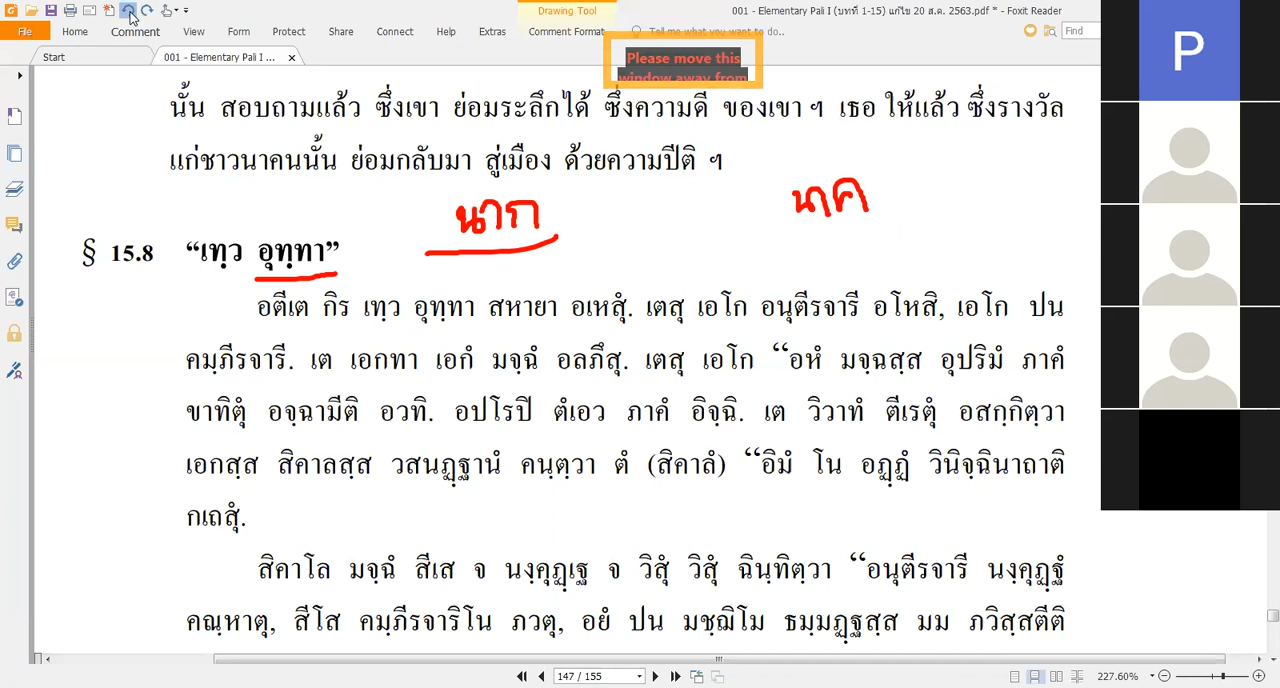 Drawing Tool
001 - Elementary Pali I (บทที่ 1-15) แก้ไข 20 ส.ค. 2563.pdf * - Foxit Reader
File Home Comment View Form Protect Share Connect Help Extras Comment Format Tell me what you want to do.. Find
Start 001 - Elementary Pali I ...
Please move this
window away from
นั้น สอบถามแล้ว ซึ่งเขา ย่อมระลึกได้ ซึ่งความดี ของเขา ฯ เธอ ให้แล้ว ซึ่งรางวัล
แก่ชาวนาคนนั้น ย่อมกลับมา สู่เมือง ด้วยความปีติ ฯ
นาก นาค
§ 15.8 “เทฺว อุทฺทา”
อตีเต กิร เทฺว อุทฺทา สหายา อเหสุํ. เตสุ เอโก อนุตีรจารี อโหสิ, เอโก ปน
คมฺภีรจารี. เต เอกทา เอกํ มจฺฉํ อลภึสุ. เตสุ เอโก “อหํ มจฺฉสฺส อุปริมํ ภาคํ
ขาทิตุํ อจฺฉามีติ อวทิ. อปโรปิ ตํเอว ภาคํ อิจฺฉิ. เต วิวาทํ ตีเรตุํ อสกฺกิตฺวา
เอกสฺส สิคาลสฺส วสนฏฺฐานํ คนฺตฺวา ตํ (สิคาลํ) “อิมํ โน อฏฺฏํ วินิจฺฉินาถาติ
กเถสุํ.
สิคาโล มจฺฉํ สีเส จ นงฺคุฏฺเฐ จ วิสุํ วิสุํ ฉินฺทิตฺวา “อนุตีรจารี นงฺคุฏฺฐํ
คณฺหาตุ, สีโส คมฺภีรจาริโน ภวตุ, อยํ ปน มชฺฌิโม ธมฺมฏฺฐสฺส มม ภวิสฺสตีติ
147 / 155 227.60%
P